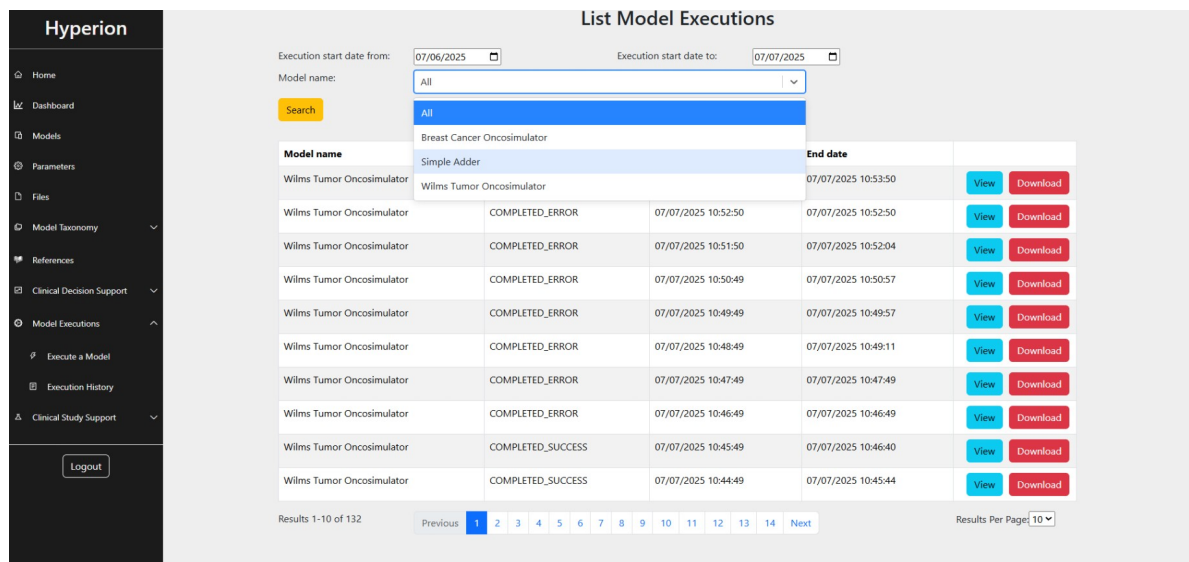 Hyperion
Home
Dashboard
Models
Parameters
Files
Model Taxonomy
References
Clinical Decision Support
Model Executions
Execute a Model
Execution History
Clinical Study Support
Logout
List Model Executions
Execution start date from: 07/06/2025 Execution start date to: 07/07/2025
Model name: All
Search
All
Breast Cancer Oncosimulator
Simple Adder
Wilms Tumor Oncosimulator
Model name End date
Wilms Tumor Oncosimulator 07/07/2025 10:53:50 View Download
Wilms Tumor Oncosimulator COMPLETED_ERROR 07/07/2025 10:52:50 07/07/2025 10:52:50 View Download
Wilms Tumor Oncosimulator COMPLETED_ERROR 07/07/2025 10:51:50 07/07/2025 10:52:04 View Download
Wilms Tumor Oncosimulator COMPLETED_ERROR 07/07/2025 10:50:49 07/07/2025 10:50:57 View Download
Wilms Tumor Oncosimulator COMPLETED_ERROR 07/07/2025 10:49:49 07/07/2025 10:49:57 View Download
Wilms Tumor Oncosimulator COMPLETED_ERROR 07/07/2025 10:48:49 07/07/2025 10:49:11 View Download
Wilms Tumor Oncosimulator COMPLETED_ERROR 07/07/2025 10:47:49 07/07/2025 10:47:49 View Download
Wilms Tumor Oncosimulator COMPLETED_ERROR 07/07/2025 10:46:49 07/07/2025 10:46:49 View Download
Wilms Tumor Oncosimulator COMPLETED_SUCCESS 07/07/2025 10:45:49 07/07/2025 10:46:40 View Download
Wilms Tumor Oncosimulator COMPLETED_SUCCESS 07/07/2025 10:44:49 07/07/2025 10:45:44 View Download
Results 1-10 of 132 Previous 1 2 3 4 5 6 7 8 9 10 11 12 13 14 Next Results Per Page: 10